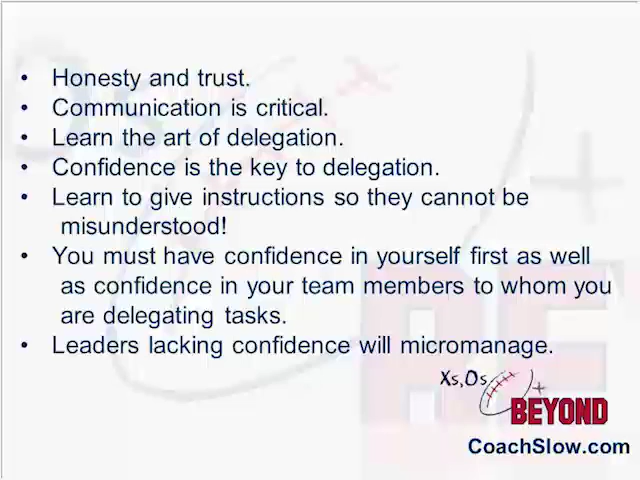 • Honesty and trust.
• Communication is critical.
• Learn the art of delegation.
• Confidence is the key to delegation.
• Learn to give instructions so they cannot be
misunderstood!
• You must have confidence in yourself first as well
as confidence in your team members to whom you
are delegating tasks.
• Leaders lacking confidence will micromanage.
Xs,Os +
BEYOND
CoachSlow.com